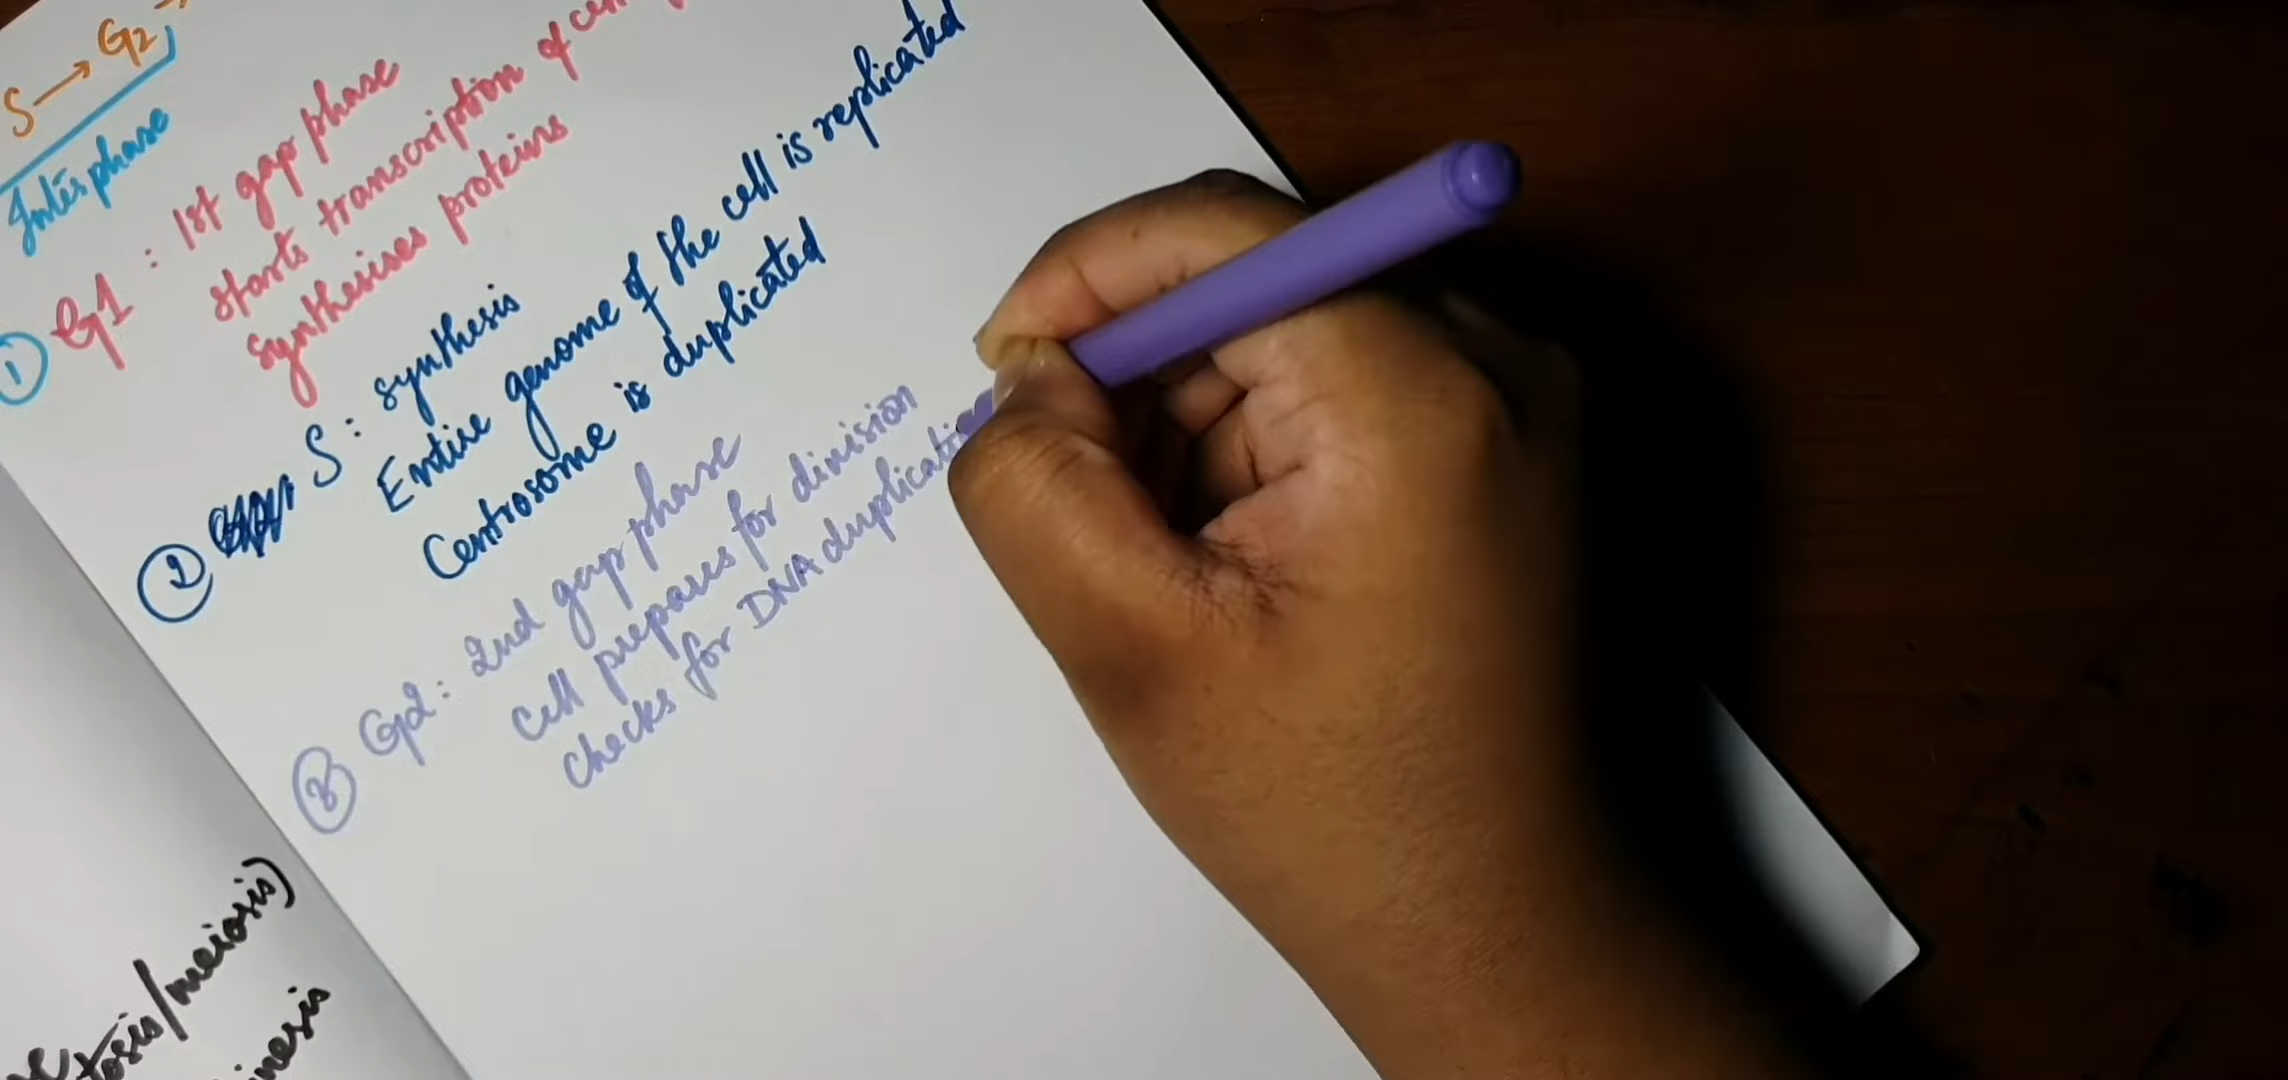 S → G2
Interphase
① G1 : 1st gap phase
starts transcription of
synthesises proteins
② S : synthesis
Entire genome of the cell is replicated
Centrosome is duplicated
③ G2 : 2nd gap phase
Cell prepares for division
checks for DNA duplicati
tosis/meiosis)
inesis